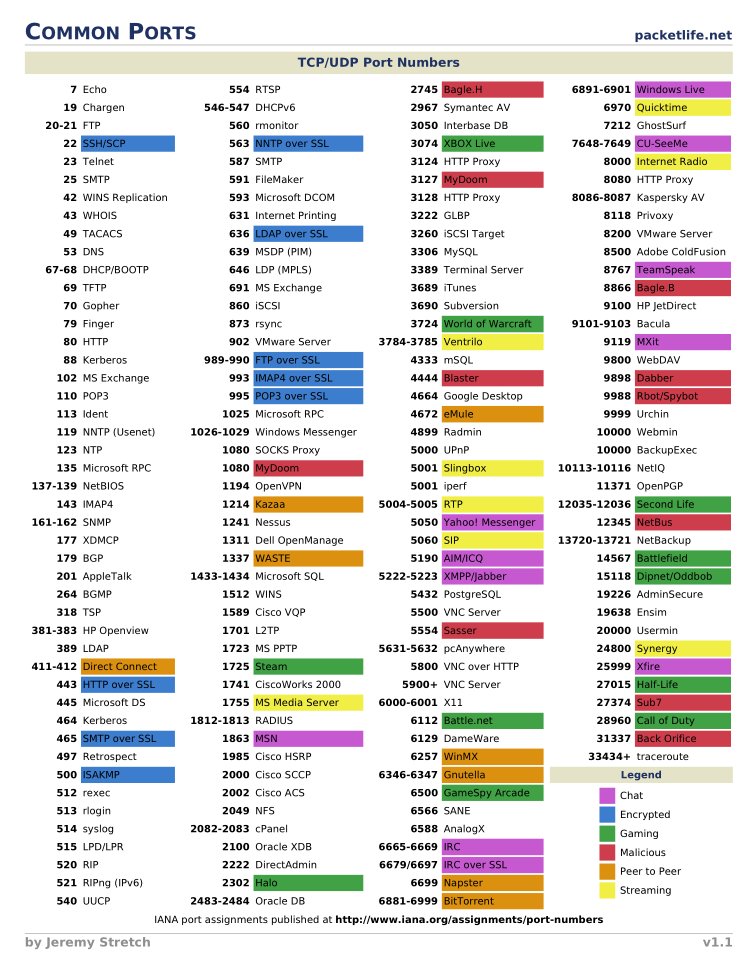 COMMON PORTS
packetlife.net
TCP/UDP Port Numbers
7 Echo
19 Chargen
20-21 FTP
22 SSH/SCP
23 Telnet
25 SMTP
42 WINS Replication
43 WHOIS
49 TACACS
53 DNS
67-68 DHCP/BOOTP
69 TFTP
70 Gopher
79 Finger
80 HTTP
88 Kerberos
102 MS Exchange
110 POP3
113 Ident
119 NNTP (Usenet)
123 NTP
135 Microsoft RPC
137-139 NetBIOS
143 IMAP4
161-162 SNMP
177 XDMCP
179 BGP
201 AppleTalk
264 BGMP
318 TSP
381-383 HP Openview
389 LDAP
411-412 Direct Connect
443 HTTP over SSL
445 Microsoft DS
464 Kerberos
465 SMTP over SSL
497 Retrospect
500 ISAKMP
512 rexec
513 rlogin
514 syslog
515 LPD/LPR
520 RIP
521 RIPng (IPv6)
540 UUCP
554 RTSP
546-547 DHCPv6
560 rmonitor
563 NNTP over SSL
587 SMTP
591 FileMaker
593 Microsoft DCOM
631 Internet Printing
636 LDAP over SSL
639 MSDP (PIM)
646 LDP (MPLS)
691 MS Exchange
860 iSCSI
873 rsync
902 VMware Server
989-990 FTP over SSL
993 IMAP4 over SSL
995 POP3 over SSL
1025 Microsoft RPC
1026-1029 Windows Messenger
1080 SOCKS Proxy
1080 MyDoom
1194 OpenVPN
1214 Kazaa
1241 Nessus
1311 Dell OpenManage
1337 WASTE
1433-1434 Microsoft SQL
1512 WINS
1589 Cisco VQP
1701 L2TP
1723 MS PPTP
1725 Steam
1741 CiscoWorks 2000
1755 MS Media Server
1812-1813 RADIUS
1863 MSN
1985 Cisco HSRP
2000 Cisco SCCP
2002 Cisco ACS
2049 NFS
2082-2083 cPanel
2100 Oracle XDB
2222 DirectAdmin
2302 Halo
2483-2484 Oracle DB
2745 Bagle.H
2967 Symantec AV
3050 Interbase DB
3074 XBOX Live
3124 HTTP Proxy
3127 MyDoom
3128 HTTP Proxy
3222 GLBP
3260 iSCSI Target
3306 MySQL
3389 Terminal Server
3689 iTunes
3690 Subversion
3724 World of Warcraft
3784-3785 Ventrilo
4333 mSQL
4444 Blaster
4664 Google Desktop
4672 eMule
4899 Radmin
5000 UPnP
5001 Slingbox
5001 iperf
5004-5005 RTP
5050 Yahoo! Messenger
5060 SIP
5190 AIM/ICQ
5222-5223 XMPP/Jabber
5432 PostgreSQL
5500 VNC Server
5554 Sasser
5631-5632 pcAnywhere
5800 VNC over HTTP
5900+ VNC Server
6000-6001 X11
6112 Battle.net
6129 DameWare
6257 WinMX
6346-6347 Gnutella
6500 GameSpy Arcade
6566 SANE
6588 AnalogX
6665-6669 IRC
6679/6697 IRC over SSL
6699 Napster
6881-6999 BitTorrent
6891-6901 Windows Live
6970 Quicktime
7212 GhostSurf
7648-7649 CU-SeeMe
8000 Internet Radio
8080 HTTP Proxy
8086-8087 Kaspersky AV
8118 Privoxy
8200 VMware Server
8500 Adobe ColdFusion
8767 TeamSpeak
8866 Bagle.B
9100 HP JetDirect
9101-9103 Bacula
9119 MXit
9800 WebDAV
9898 Dabber
9988 Rbot/Spybot
9999 Urchin
10000 Webmin
10000 BackupExec
10113-10116 NetIQ
11371 OpenPGP
12035-12036 Second Life
12345 NetBus
13720-13721 NetBackup
14567 Battlefield
15118 Dipnet/Oddbob
19226 AdminSecure
19638 Ensim
20000 Usermin
24800 Synergy
25999 Xfire
27015 Half-Life
27374 Sub7
28960 Call of Duty
31337 Back Orifice
33434+ traceroute
Legend
Chat
Encrypted
Gaming
Malicious
Peer to Peer
Streaming
IANA port assignments published at http://www.iana.org/assignments/port-numbers
by Jeremy Stretch
v1.1